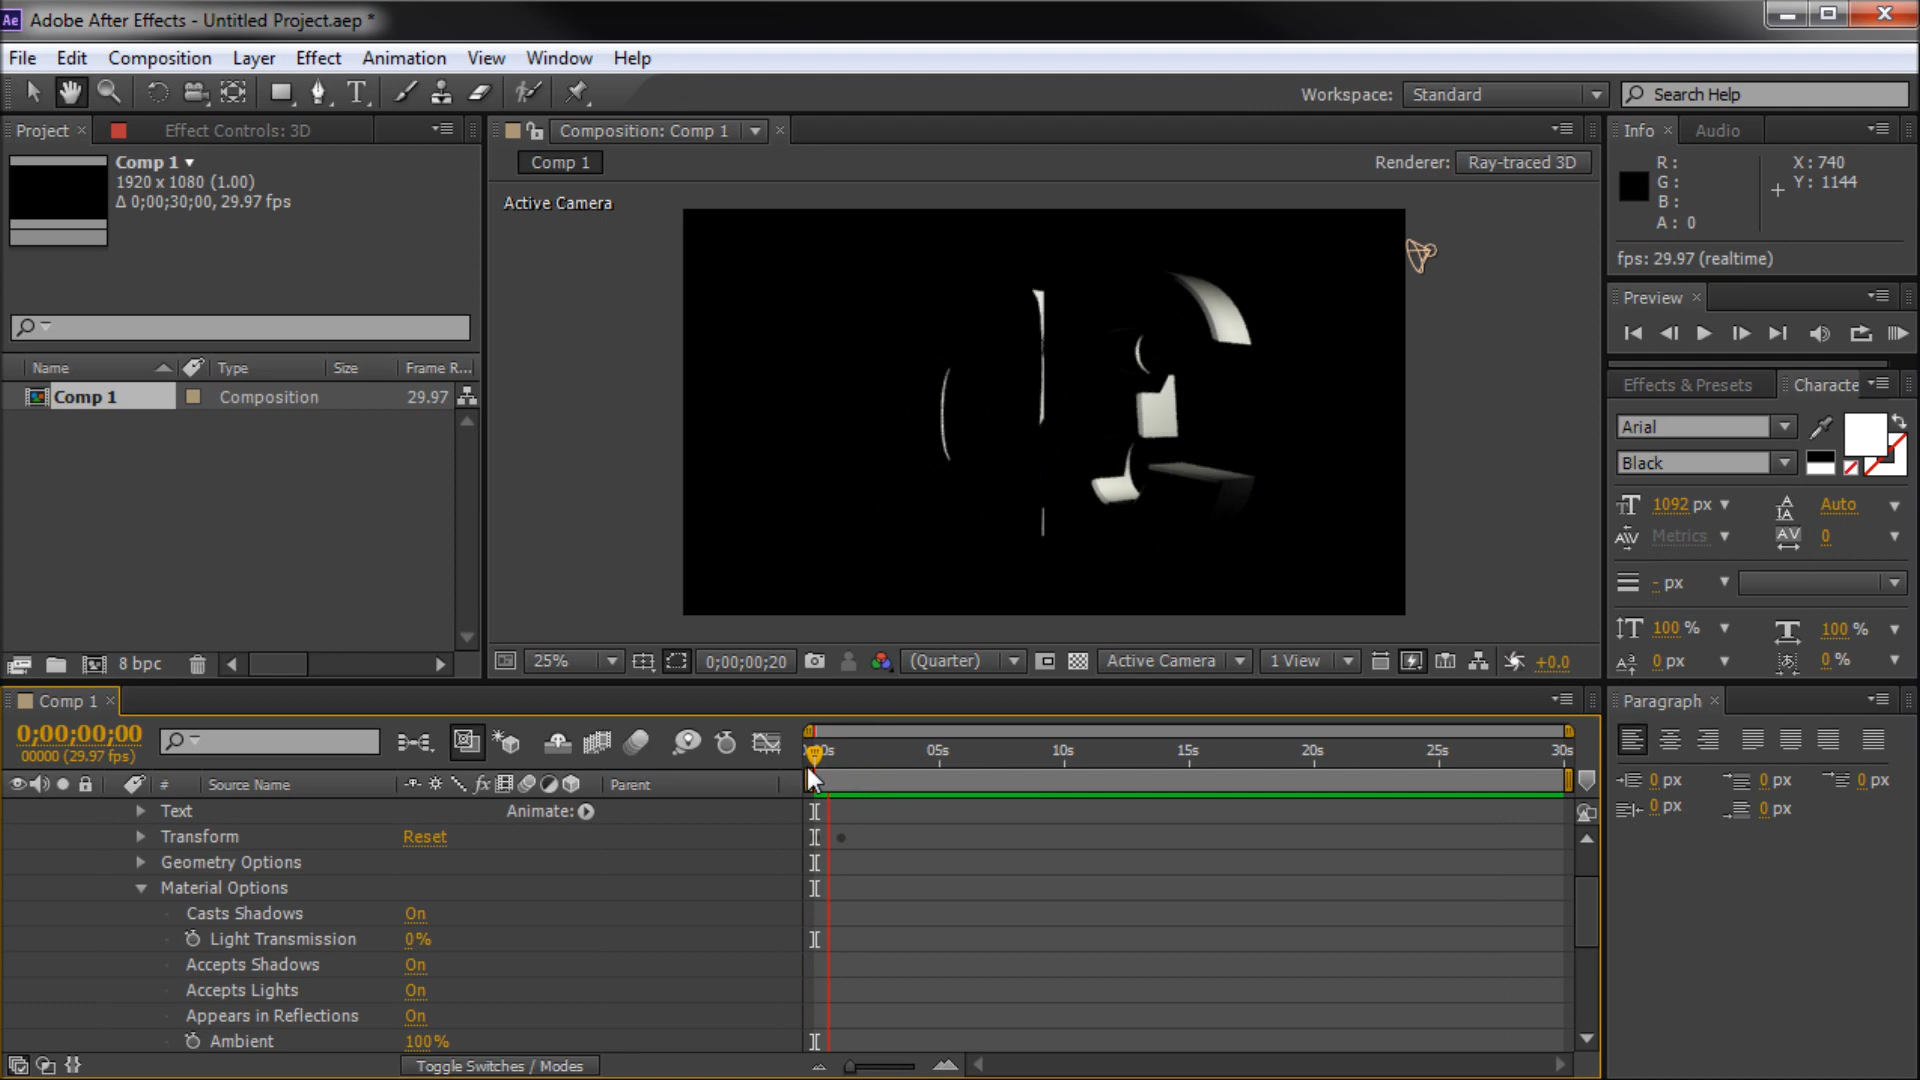 Ae Adobe After Effects - Untitled Project.aep *
File Edit Composition Layer Effect Animation View Window Help
Workspace: Standard Search Help
Project Effect Controls: 3D
Comp 1
1920 x 1080 (1.00)
Δ 0;00;30;00, 29.97 fps
Name Type Size Frame R...
Comp 1 Composition 29.97
8 bpc
Composition: Comp 1
Comp 1 Renderer: Ray-traced 3D
Active Camera
25% 0;00;00;20 (Quarter) Active Camera 1 View +0.0
Info Audio
R: X: 740
G: Y: 1144
B:
A: 0
fps: 29.97 (realtime)
Preview
Effects & Presets Characte
Arial
Black
1092 px Auto
Metrics 0
- px
100 % 100 %
0 px 0 %
Comp 1
0;00;00;00
00000 (29.97 fps)
05s 10s 15s 20s 25s 30s
# Source Name fx Parent
Text Animate:
Transform Reset
Geometry Options
Material Options
Casts Shadows On
Light Transmission 0%
Accepts Shadows On
Accepts Lights On
Appears in Reflections On
Ambient 100%
Toggle Switches / Modes
Paragraph
0 px 0 px 0 px
0 px 0 px